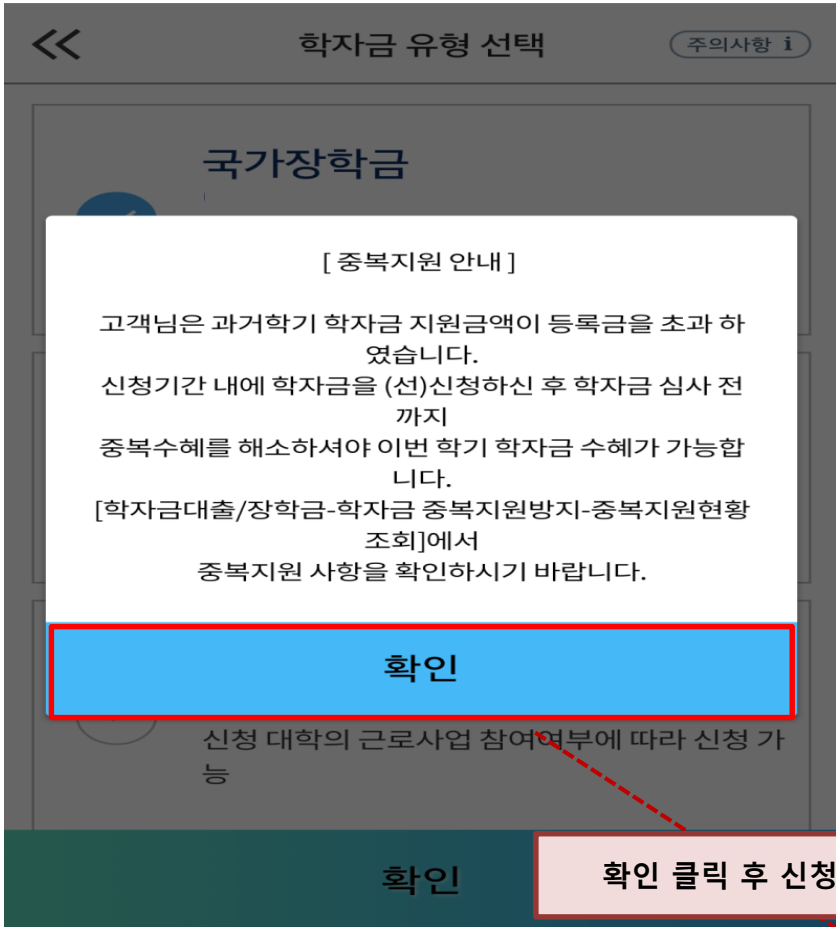 학자금 유형 선택
주의사항 i
국가장학금
[ 중복지원 안내 ]
고객님은 과거학기 학자금 지원금액이 등록금을 초과 하
였습니다.
신청기간 내에 학자금을 (선)신청하신 후 학자금 심사 전
까지
중복수혜를 해소하셔야 이번 학기 학자금 수혜가 가능합
니다.
[학자금대출/장학금-학자금 중복지원방지-중복지원현황
조회]에서
중복지원 사항을 확인하시기 바랍니다.
확인
신청 대학의 근로사업 참여여부에 따라 신청 가
능
확인
확인 클릭 후 신청